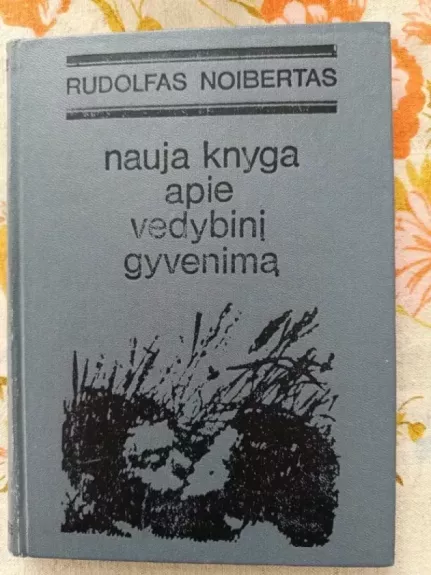 RUDOLFAS NOIBERTAS
nauja knyga
apie
vedybinį
gyvenimą